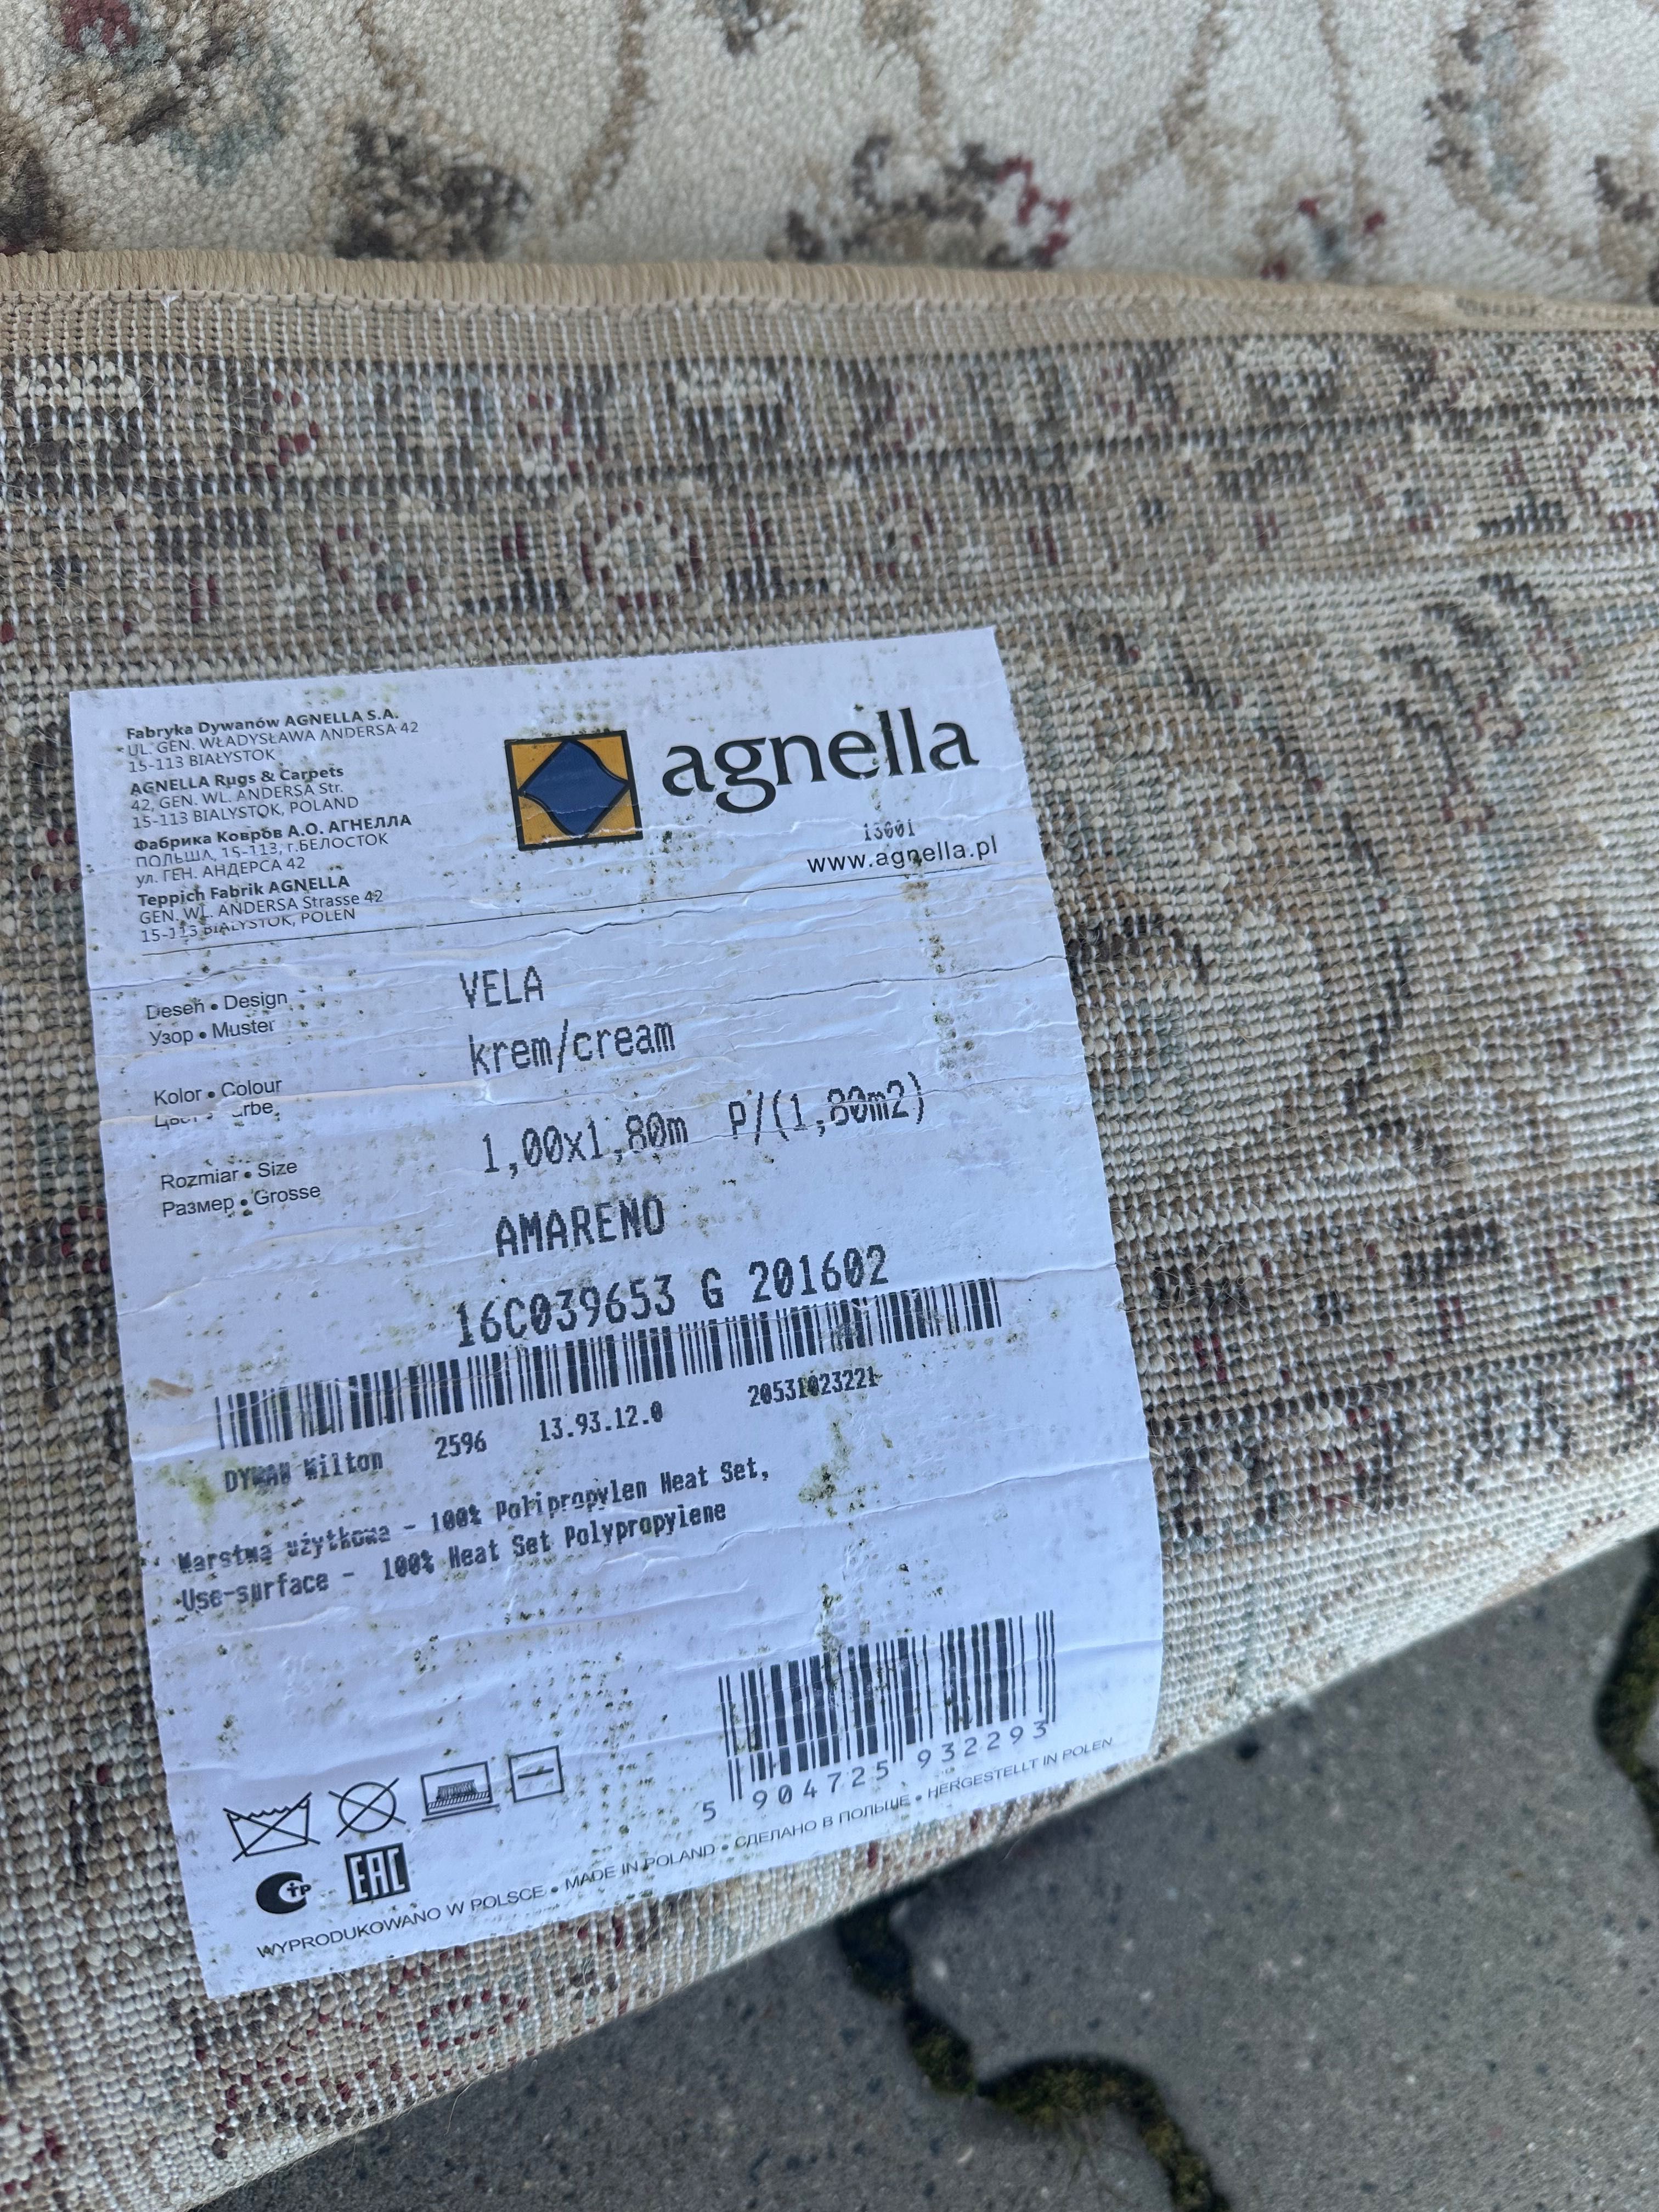 Fabryka Dywanów AGNELLA S.A.
UL. GEN. WŁADYSŁAWA ANDERSA 42
15-113 BIAŁYSTOK
AGNELLA Rugs & Carpets
42, GEN. WL. ANDERSA Str.
15-113 BIALYSTOK, POLAND
Фабрика Ковров А.О. АГНЕЛЛА
ПОЛЬША, 15-113, г.БЕЛОСТОК
ул. ГЕН. АНДЕРСА 42
Teppich Fabrik AGNELLA
GEN. WL. ANDERSA Strasse 42
15-113 BIALYSTOK, POLEN
agnella
13601
www.agnella.pl
Deseń • Design
Узор • Muster
VELA
Kolor • Colour
krem/cream
Rozmiar • Size
Размер • Grosse
1,00x1,80m P/(1,80m2)
AMARENO
16C039653 G 201602
DYWAN Wilton 2596 13.93.12.0 20531023221
Warstwa użytkowa - 100% Polipropylen Heat Set,
Use-surface - 100% Heat Set Polypropylene
5 904725 932293
EAC
WYPRODUKOWANO W POLSCE • MADE IN POLAND • СДЕЛАНО В ПОЛЬШЕ • HERGESTELLT IN POLEN